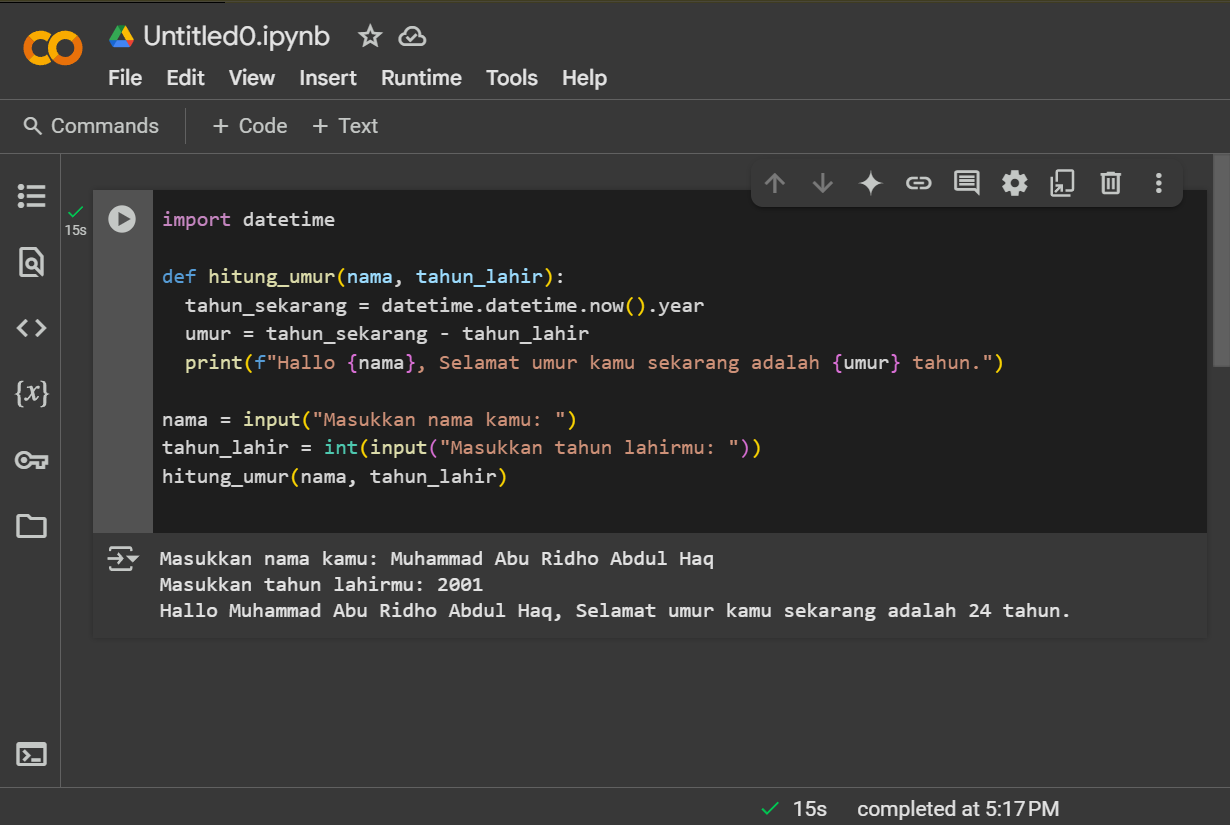 Untitled0.ipynb
File Edit View Insert Runtime Tools Help
Commands + Code + Text
15s
import datetime
def hitung_umur(nama, tahun_lahir):
  tahun_sekarang = datetime.datetime.now().year
  umur = tahun_sekarang - tahun_lahir
  print(f"Hallo {nama}, Selamat umur kamu sekarang adalah {umur} tahun.")
nama = input("Masukkan nama kamu: ")
tahun_lahir = int(input("Masukkan tahun lahirmu: "))
hitung_umur(nama, tahun_lahir)
Masukkan nama kamu: Muhammad Abu Ridho Abdul Haq
Masukkan tahun lahirmu: 2001
Hallo Muhammad Abu Ridho Abdul Haq, Selamat umur kamu sekarang adalah 24 tahun.
15s completed at 5:17 PM